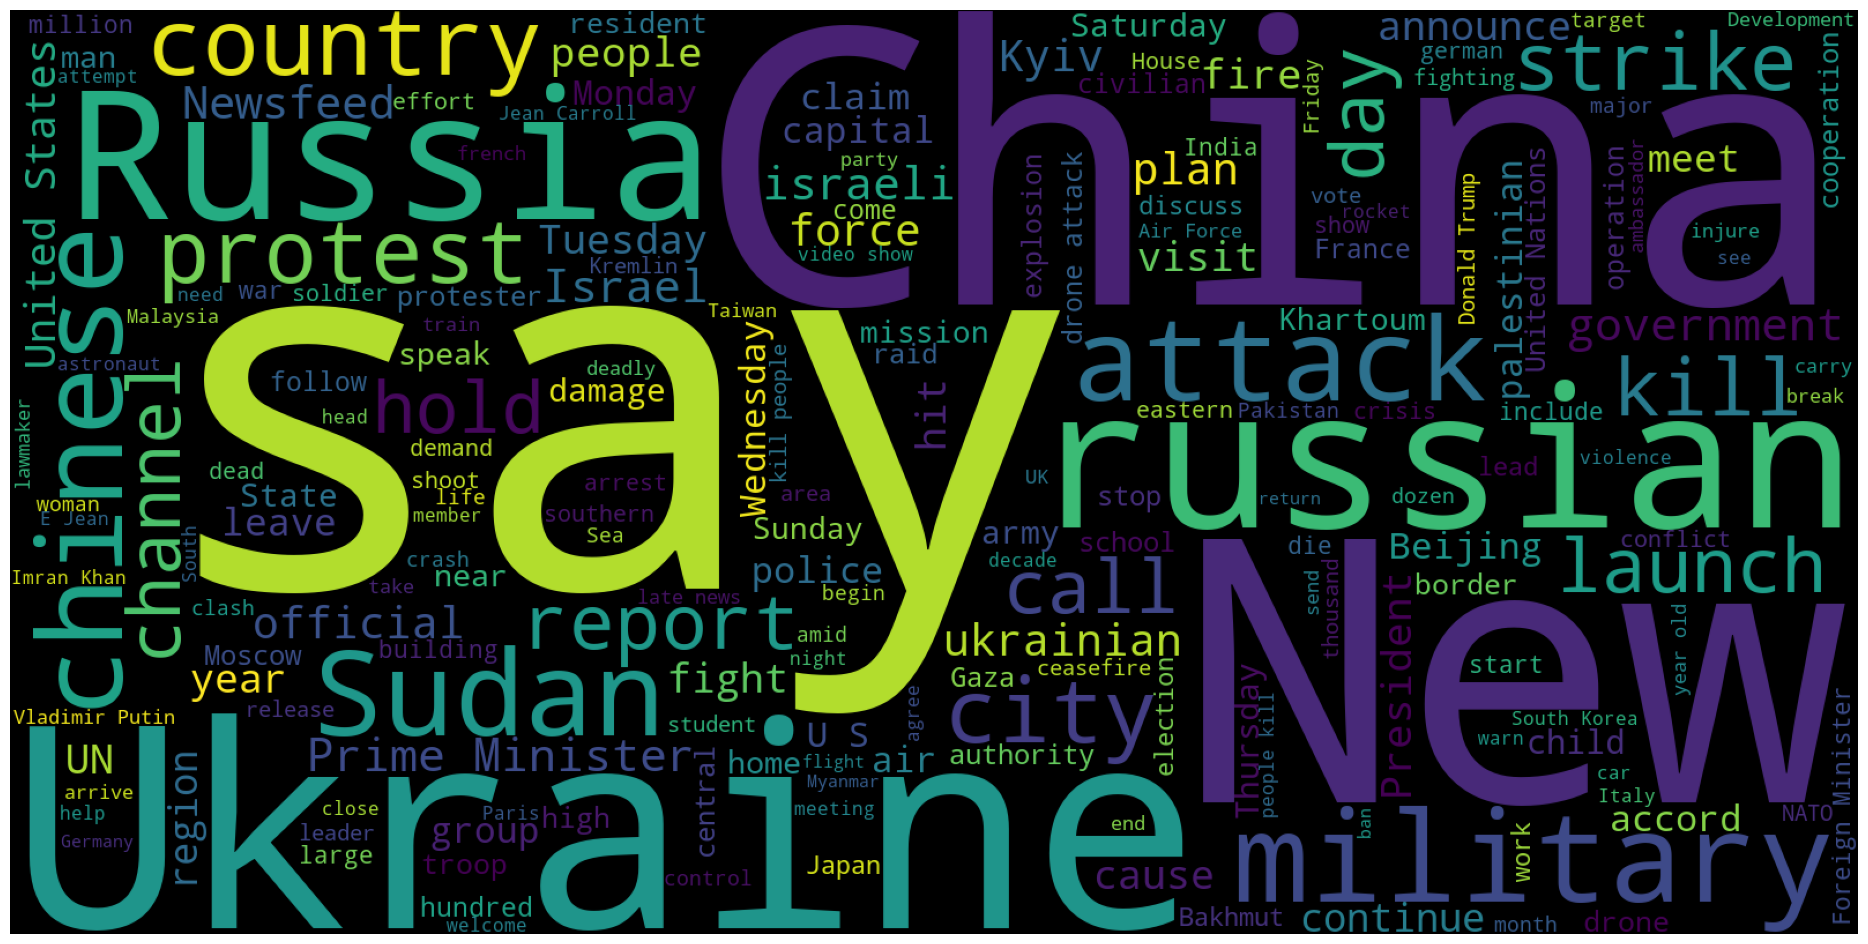 million
resident
country
people
man
attempt
Newsfeed
effort
Monday
Jean Carroll
United States
Russia
french
protest
Tuesday
Kremlin
Israel
need
war
soldier
protester
Malaysia
train
Taiwan
astronaut
chinese
channel
lawmaker
China
claim
capital
party
israeli
come
force
video show
Saturday
Kyiv
House
civilian
fire
Friday
announce
german
fighting
target
Development
strike
day
major
cooperation
India
plan
discuss
Air Force
visit
explosion
drone attack
vote
rocket
show
France
Donald Trump
palestinian
United Nations
operation
ambassador
meet
injure
see
say
speak
follow
hold
deadly
damage
head
demand
dead
shoot
State
life
member
leave
arrest
southern
Sea
woman
E Jean
Imran Khan
South
crash
near
take
clash
late news
Wednesday
kill people
mission
raid
hit
area
Sunday
police
begin
amid
night
attack
Khartoum
government
kill
carry
break
eastern
Pakistan
crisis
include
russian
UK
stop
lead
violence
return
dozen
army
decade
school
die
Beijing
conflict
launch
border
call
send
thousand
President
official
report
Moscow
building
year
Sudan
fight
release
student
Vladimir Putin
ukrainian
Gaza
ceasefire
city
election
authority
agree
U S
air
home
flight
Myanmar
meeting
New
start
South Korea
warn
child
year old
Thursday
people kill
car
Italy
Foreign Minister
NATO
accord
UN
arrive
help
Germany
region
Prime Minister
Ukraine
close
leader
large
Paris
group
high
troop
central
control
Japan
hundred
welcome
end
cause
military
ban
work
Bakhmut
continue
month
drone